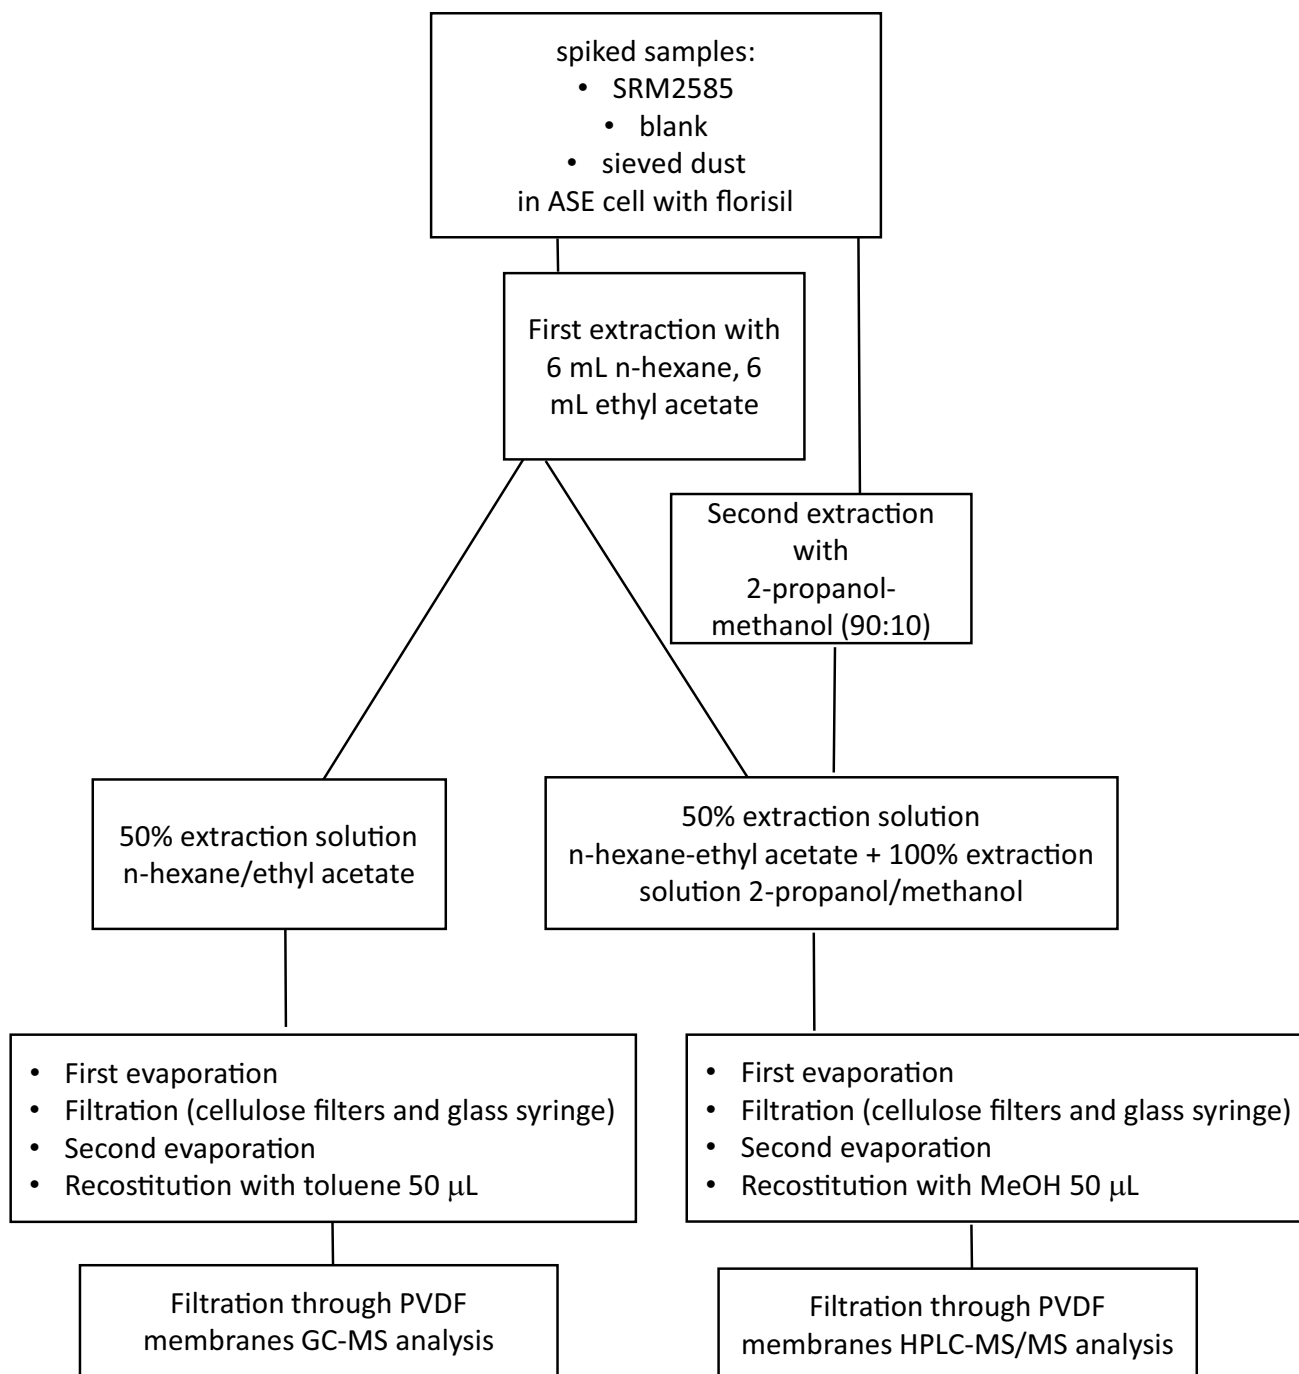 spiked samples:
• SRM2585
• blank
• sieved dust
in ASE cell with florisil
First extraction with
6 mL n-hexane, 6
mL ethyl acetate
Second extraction
with
2-propanol-
methanol (90:10)
50% extraction solution
n-hexane/ethyl acetate
50% extraction solution
n-hexane-ethyl acetate + 100% extraction
solution 2-propanol/methanol
• First evaporation
• Filtration (cellulose filters and glass syringe)
• Second evaporation
• Recostitution with toluene 50 μL
• First evaporation
• Filtration (cellulose filters and glass syringe)
• Second evaporation
• Recostitution with MeOH 50 μL
Filtration through PVDF
membranes GC-MS analysis
Filtration through PVDF
membranes HPLC-MS/MS analysis